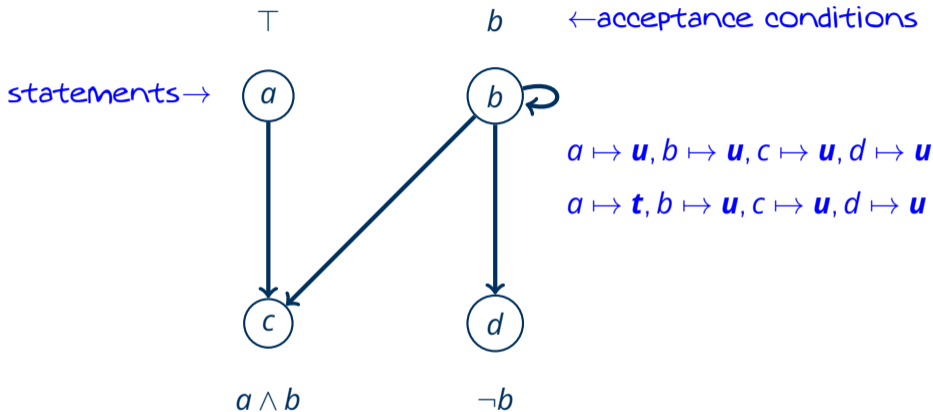 ⊤ b ←acceptance conditions
statements→ a b
a ↦ u, b ↦ u, c ↦ u, d ↦ u
a ↦ t, b ↦ u, c ↦ u, d ↦ u
c d
a ∧ b ¬b